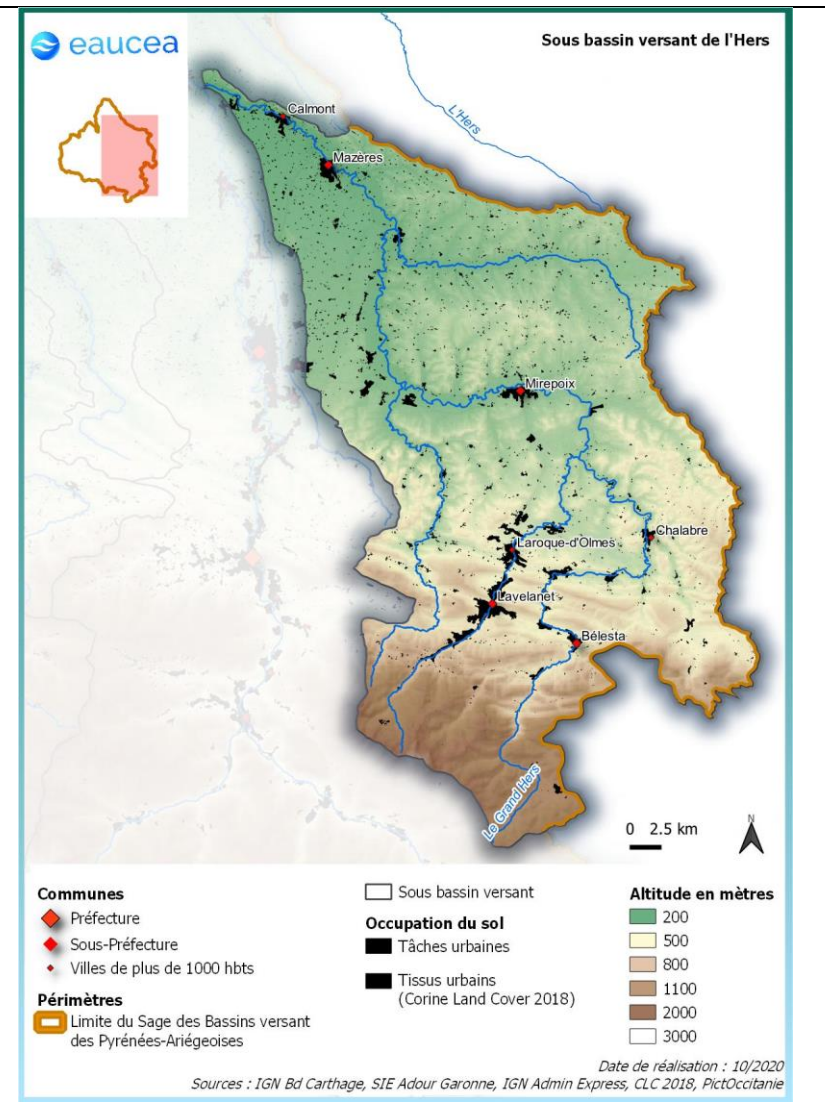 eaucea
Sous bassin versant de l'Hers
L'Hers
Calmont
Mazères
Mirepoix
Chalabre
Laroque-d'Olmes
Lavelanet
Bélesta
Le Grand Hers
0 2.5 km
N
Communes
Préfecture
Sous-Préfecture
Villes de plus de 1000 hbts
Périmètres
Limite du Sage des Bassins versant
des Pyrénées-Ariégeoises
Sous bassin versant
Occupation du sol
Tâches urbaines
Tissus urbains
(Corine Land Cover 2018)
Altitude en mètres
200
500
800
1100
2000
3000
Date de réalisation : 10/2020
Sources : IGN Bd Carthage, SIE Adour Garonne, IGN Admin Express, CLC 2018, PictOccitanie